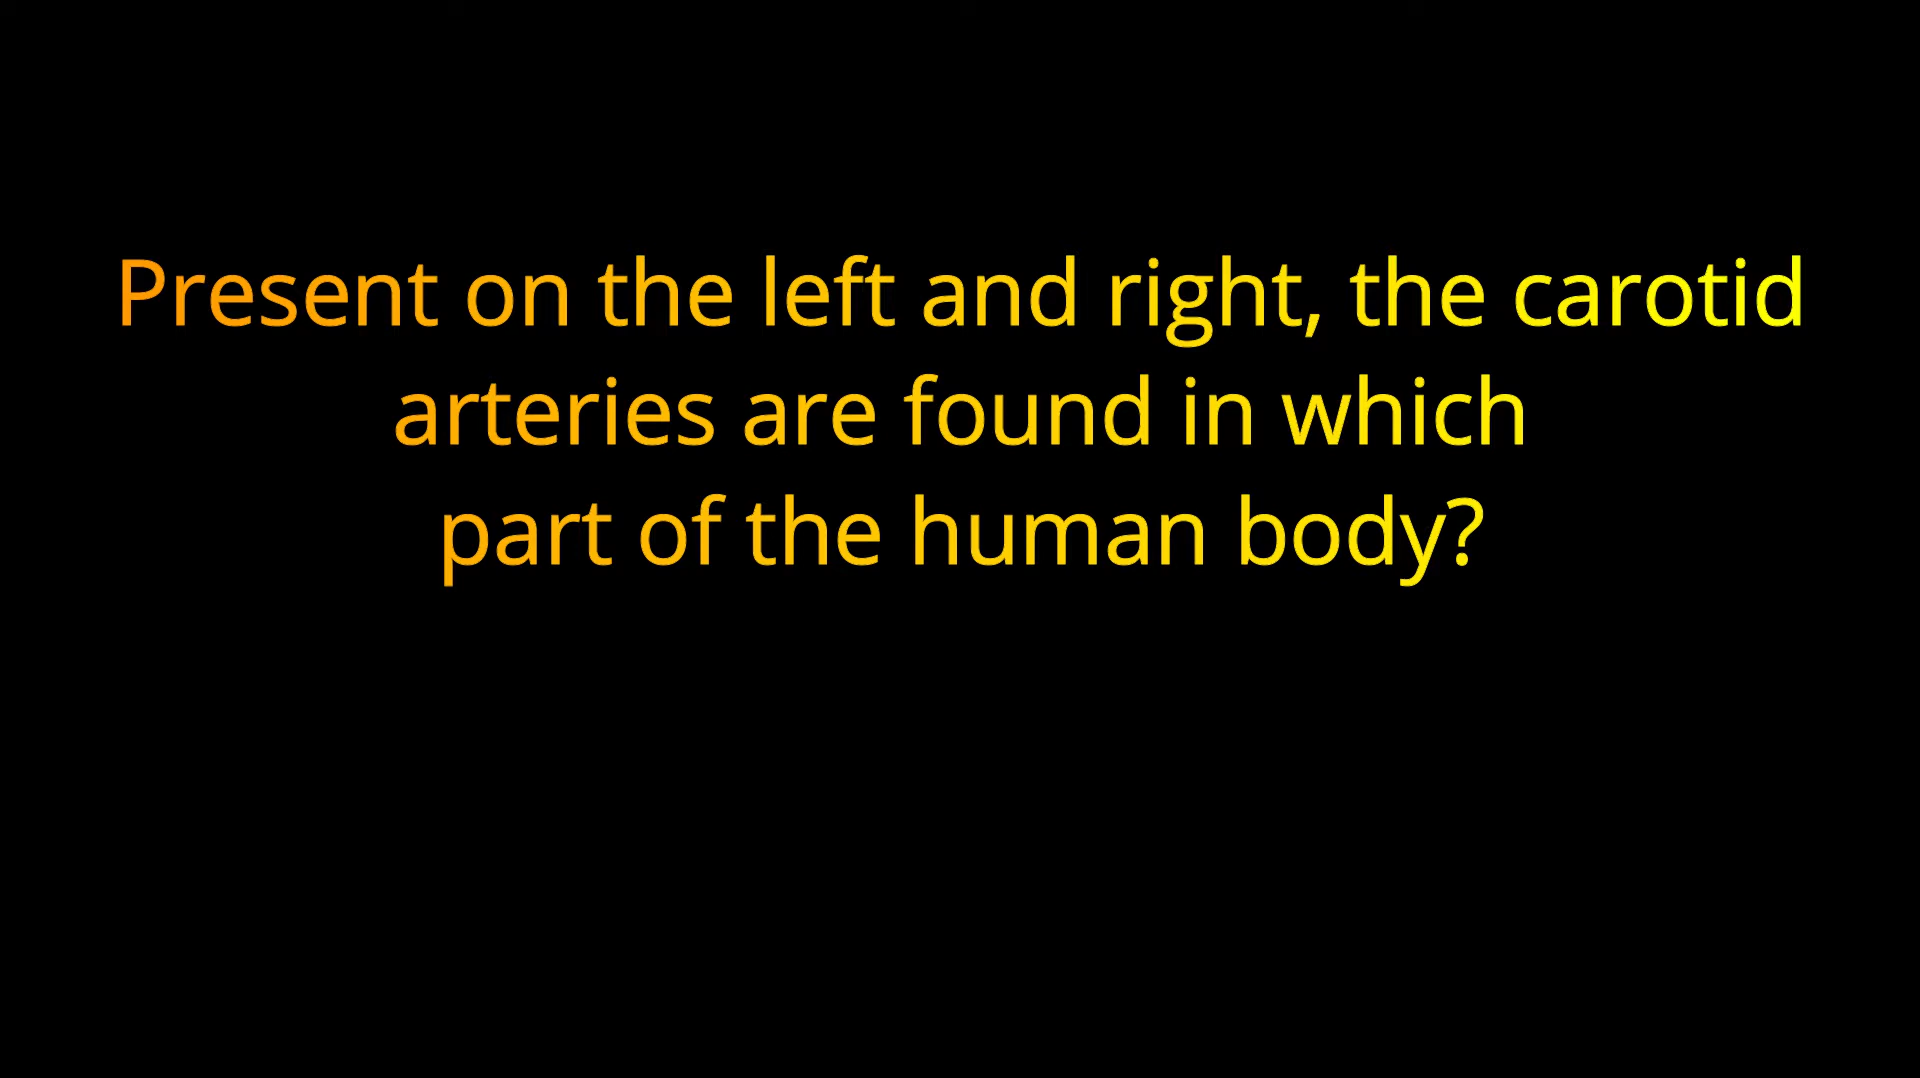 Present on the left and right, the carotid
arteries are found in which
part of the human body?